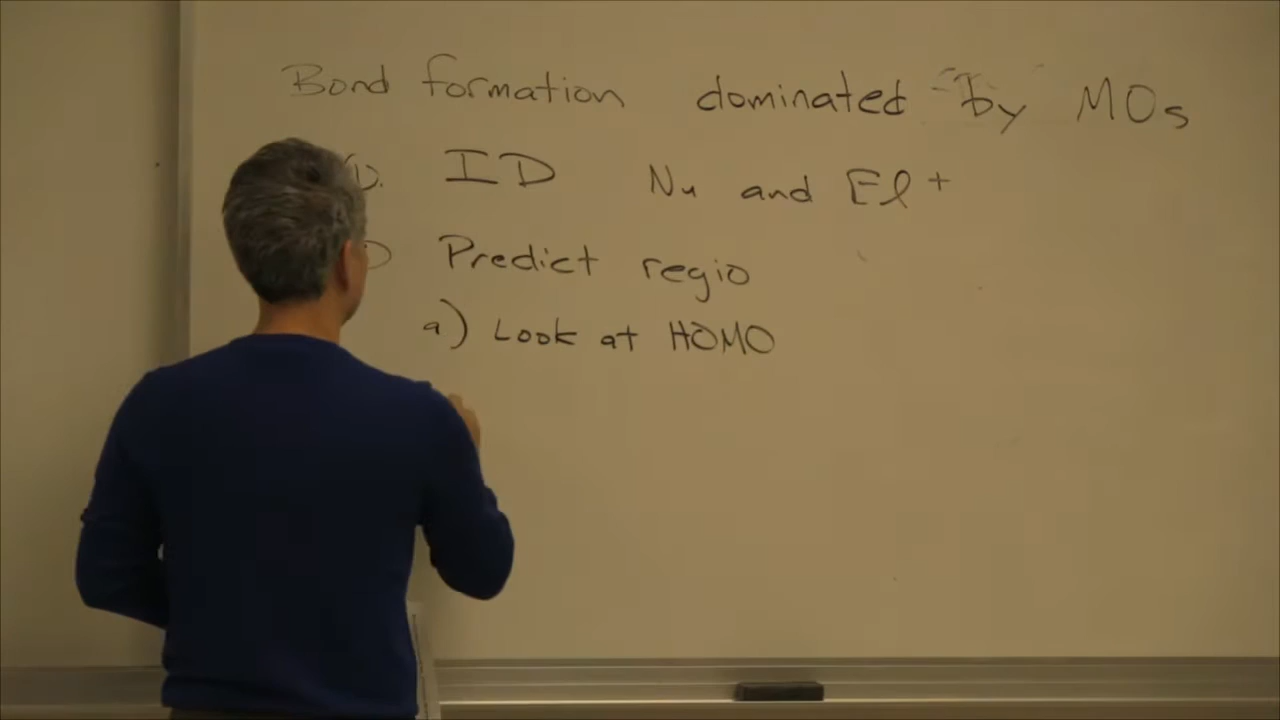 Bond formation dominated by MOs
1. ID Nu and El+
Predict regio
a) Look at HOMO